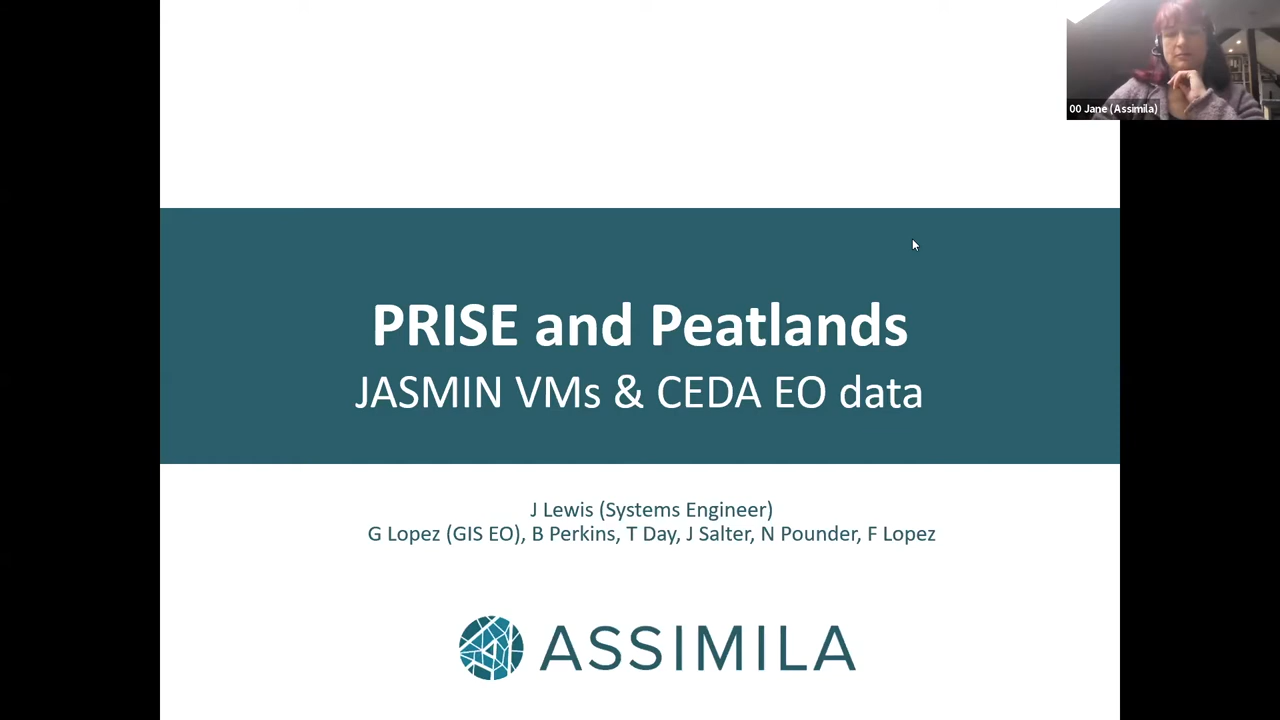 00 Jane (Assimila)
PRISE and Peatlands
JASMIN VMs & CEDA EO data
J Lewis (Systems Engineer)
G Lopez (GIS EO), B Perkins, T Day, J Salter, N Pounder, F Lopez
ASSIMILA